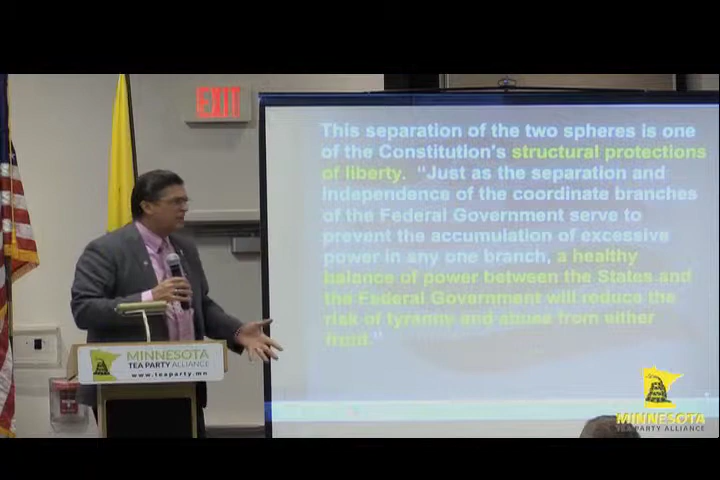 EXIT
This separation of the two spheres is one
of the Constitution's structural protections
of liberty. "Just as the separation and
independence of the coordinate branches
of the Federal Government serve to
prevent the accumulation of excessive
power in any one branch, a healthy
balance of power between the States and
the Federal Government will reduce the
risk of tyranny and abuse from either
front."
MINNESOTA
TEA PARTY ALLIANCE
www.teaparty.mn
MINNESOTA
TEA PARTY ALLIANCE